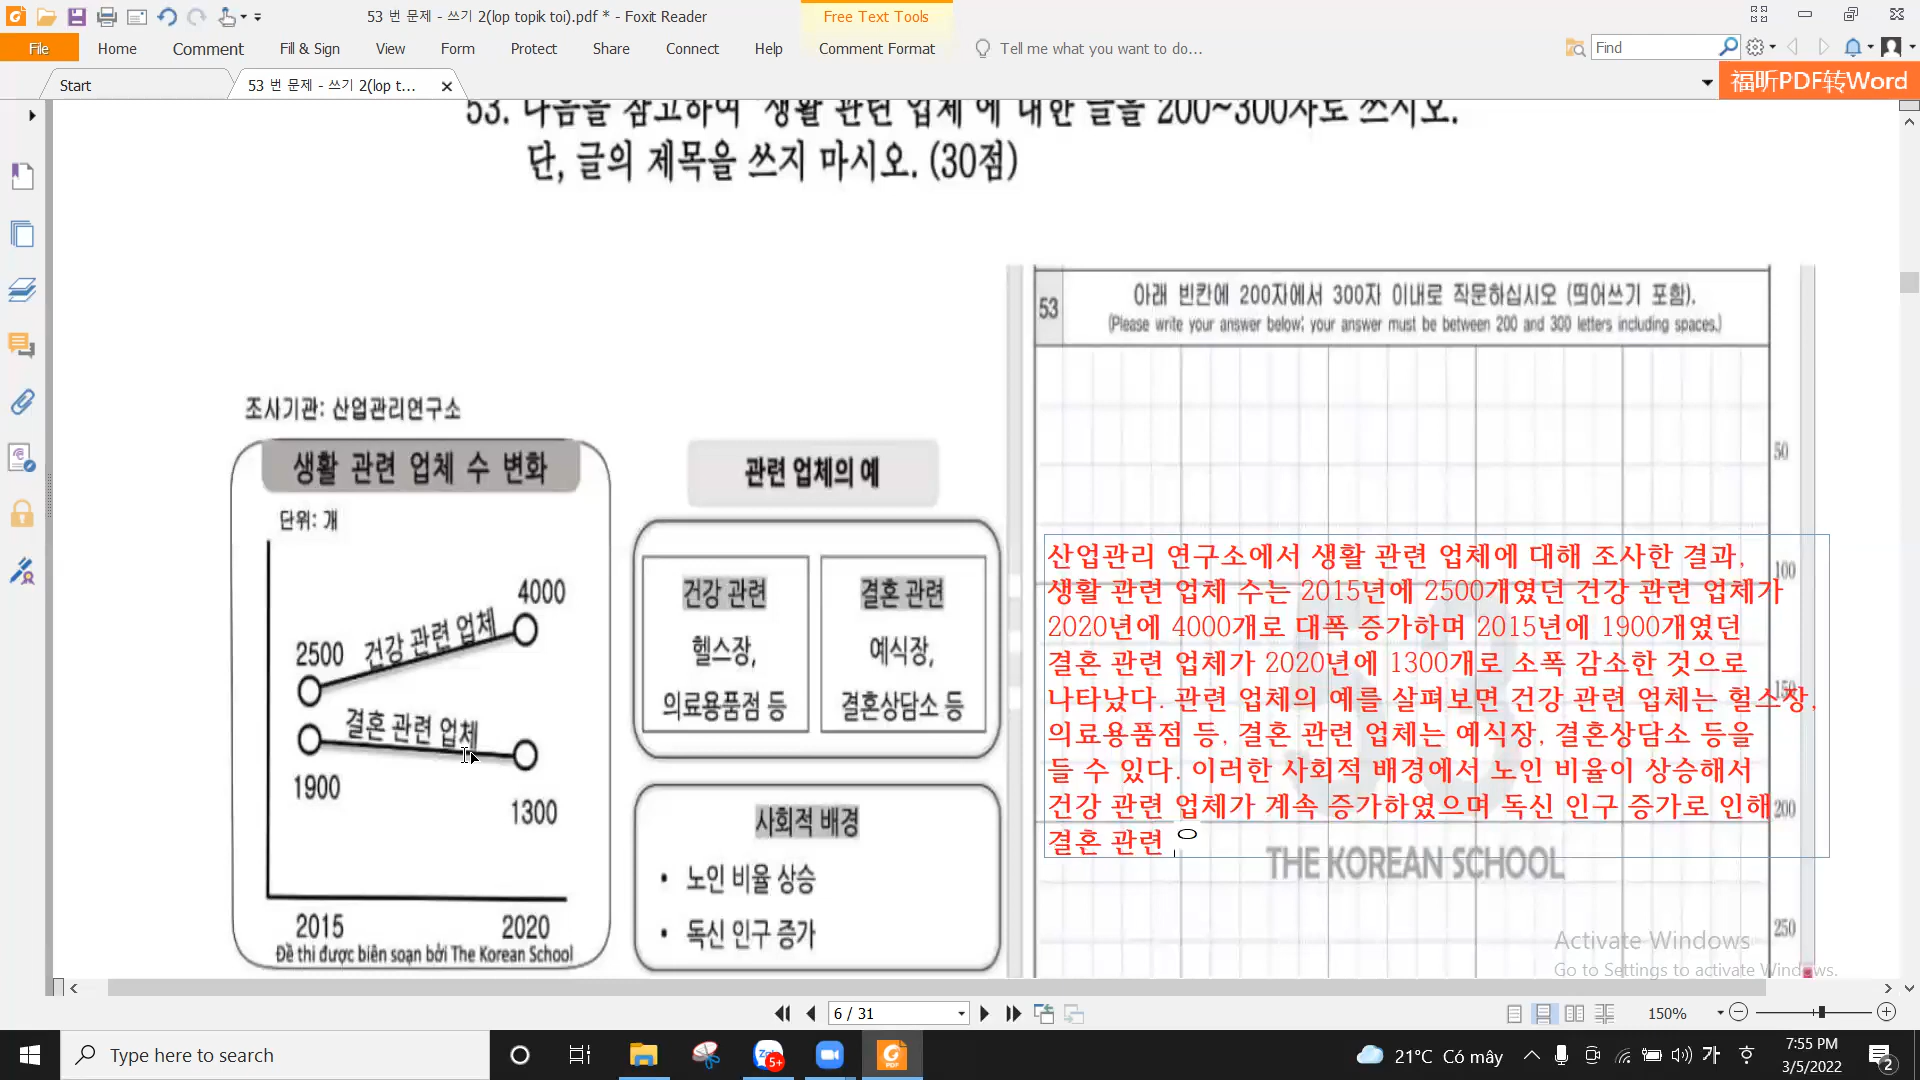 53 번 문제 - 쓰기 2(lop topik toi).pdf * - Foxit Reader
Free Text Tools
File Home Comment Fill & Sign View Form Protect Share Connect Help Comment Format Tell me what you want to do... Find
Start 53 번 문제 - 쓰기 2(lop t...
福昕PDF转Word
53. 다음을 참고하여 '생활 관련 업체'에 대한 글을 200~300자로 쓰시오.
단, 글의 제목을 쓰지 마시오. (30점)
조사기관: 산업관리연구소
생활 관련 업체 수 변화
단위: 개
4000
건강 관련 업체
2500
결혼 관련 업체
1900
1300
2015 2020
Đề thi được biên soạn bởi The Korean School
관련 업체의 예
건강 관련
헬스장,
의료용품점 등
결혼 관련
예식장,
결혼상담소 등
사회적 배경
• 노인 비율 상승
• 독신 인구 증가
53
아래 빈칸에 200자에서 300자 이내로 작문하십시오 (띄어쓰기 포함).
(Please write your answer below; your answer must be between 200 and 300 letters including spaces.)
50
100
150
200
250
산업관리 연구소에서 생활 관련 업체에 대해 조사한 결과,
생활 관련 업체 수는 2015년에 2500개였던 건강 관련 업체가
2020년에 4000개로 대폭 증가하며 2015년에 1900개였던
결혼 관련 업체가 2020년에 1300개로 소폭 감소한 것으로
나타났다. 관련 업체의 예를 살펴보면 건강 관련 업체는 헐스장,
의료용품점 등, 결혼 관련 업체는 예식장, 결혼상담소 등을
들 수 있다. 이러한 사회적 배경에서 노인 비율이 상승해서
건강 관련 업체가 계속 증가하였으며 독신 인구 증가로 인해
결혼 관련 ㅇ
53
THE KOREAN SCHOOL
Activate Windows
Go to Settings to activate Windows.
6 / 31
150%
Type here to search
5+
21°C Có mây
가
7:55 PM
3/5/2022
2